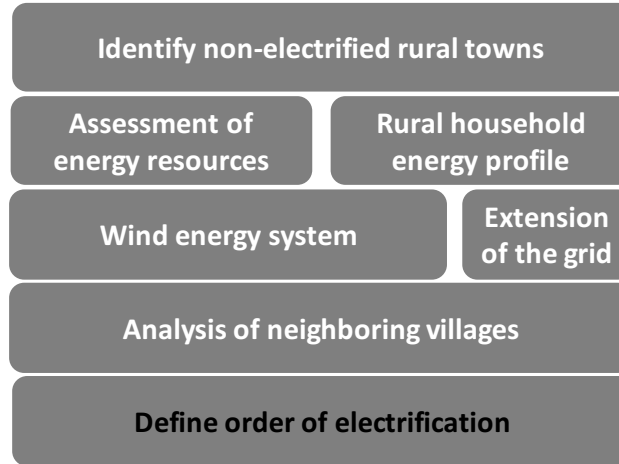 Identify non-electrified rural towns
Assessment of
energy resources
Rural household
energy profile
Wind energy system
Extension
of the grid
Analysis of neighboring villages
Define order of electrification